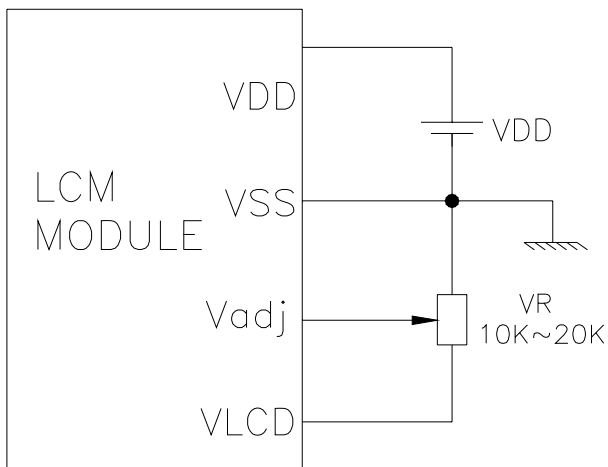 VDD
VDD
LCM
MODULE
VSS
Vadj
VR
10K~20K
VLCD